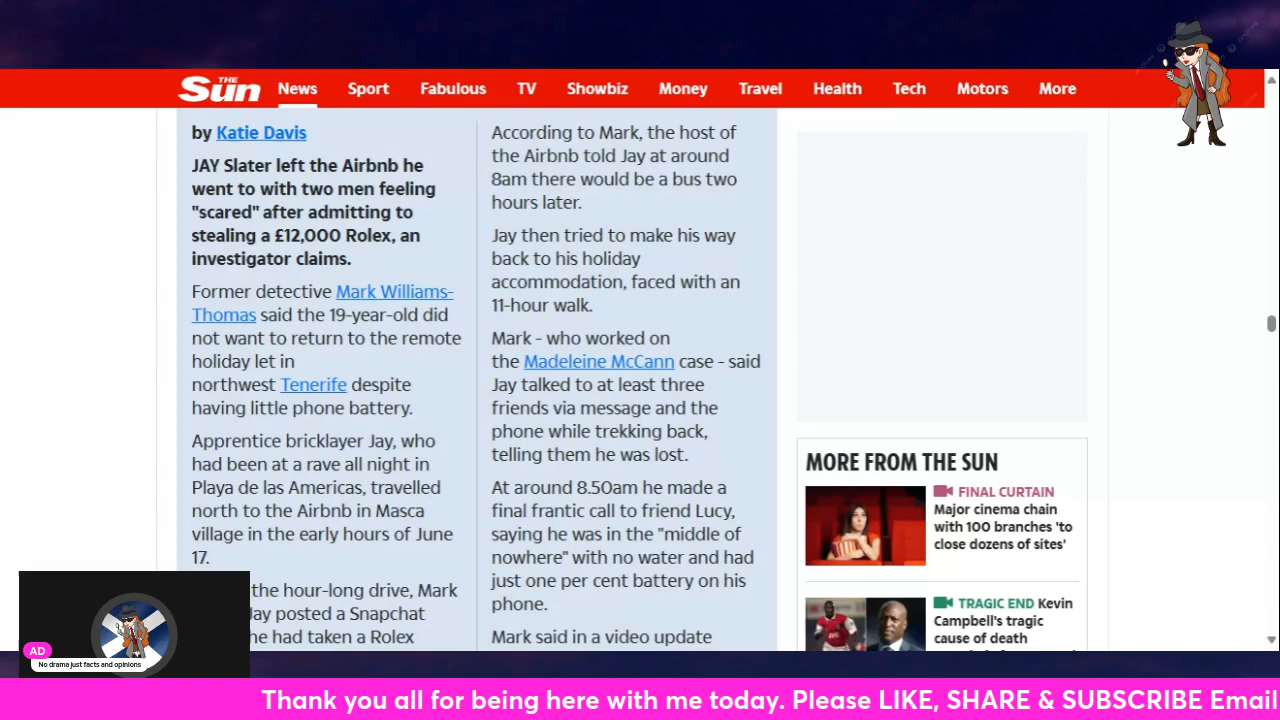 THE Sun News Sport Fabulous TV Showbiz Money Travel Health Tech Motors More
by Katie Davis
JAY Slater left the Airbnb he
went to with two men feeling
"scared" after admitting to
stealing a £12,000 Rolex, an
investigator claims.
Former detective Mark Williams-
Thomas said the 19-year-old did
not want to return to the remote
holiday let in
northwest Tenerife despite
having little phone battery.
Apprentice bricklayer Jay, who
had been at a rave all night in
Playa de las Americas, travelled
north to the Airbnb in Masca
village in the early hours of June
17.
the hour-long drive, Mark
Jay posted a Snapchat
he had taken a Rolex
According to Mark, the host of
the Airbnb told Jay at around
8am there would be a bus two
hours later.
Jay then tried to make his way
back to his holiday
accommodation, faced with an
11-hour walk.
Mark - who worked on
the Madeleine McCann case - said
Jay talked to at least three
friends via message and the
phone while trekking back,
telling them he was lost.
At around 8.50am he made a
final frantic call to friend Lucy,
saying he was in the "middle of
nowhere" with no water and had
just one per cent battery on his
phone.
Mark said in a video update
MORE FROM THE SUN
FINAL CURTAIN
Major cinema chain
with 100 branches 'to
close dozens of sites'
TRAGIC END Kevin
Campbell's tragic
cause of death
AD
No drama just facts and opinions
Thank you all for being here with me today. Please LIKE, SHARE & SUBSCRIBE Email